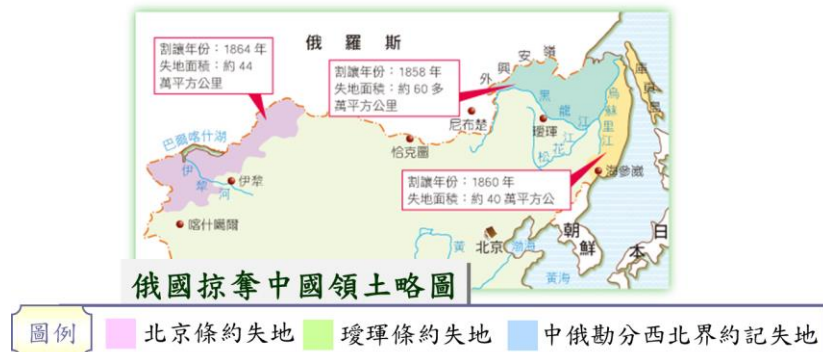 俄羅斯
割讓年份：1864 年
失地面積：約 44
萬平方公里
割讓年份：1858 年
失地面積：約 60 多
萬平方公里
外興安嶺
庫頁島
黑龍江
烏蘇里江
松花江
璦琿
尼布楚
恰克圖
巴爾喀什湖
伊犂河
伊犂
海參崴
割讓年份：1860 年
失地面積：約 40 萬平方公
喀什噶爾
黃
北京
渤海
朝鮮
日本
黃海
俄國掠奪中國領土略圖
圖例
北京條約失地
璦琿條約失地
中俄勘分西北界約記失地